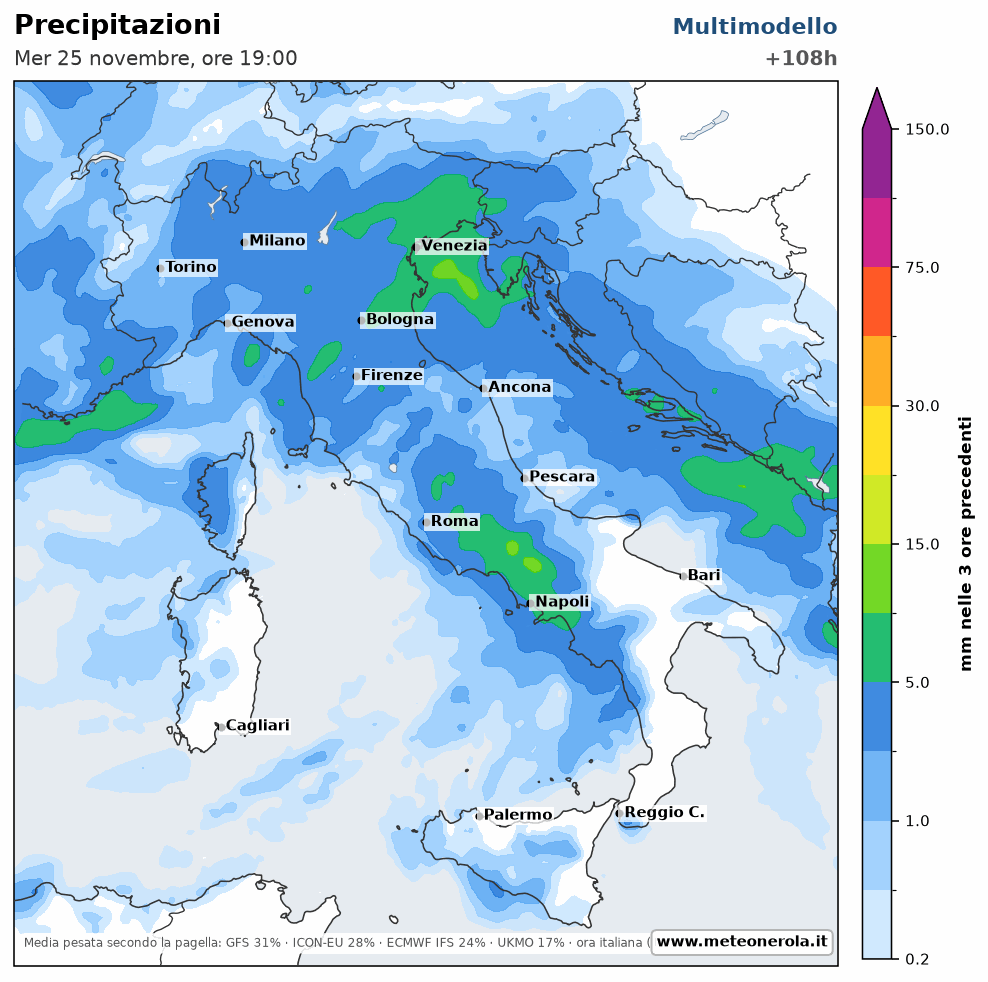 Precipitazioni
Multimodello
Mer 25 novembre, ore 19:00
+108h
150.0
75.0
30.0
15.0
5.0
1.0
0.2
mm nelle 3 ore precedenti
Milano
Venezia
Torino
Genova
Bologna
Firenze
Ancona
Pescara
Roma
Bari
Napoli
Cagliari
Palermo
Reggio C.
Media pesata secondo la pagella: GFS 31% · ICON-EU 28% · ECMWF IFS 24% · UKMO 17% · ora italiana (
www.meteonerola.it